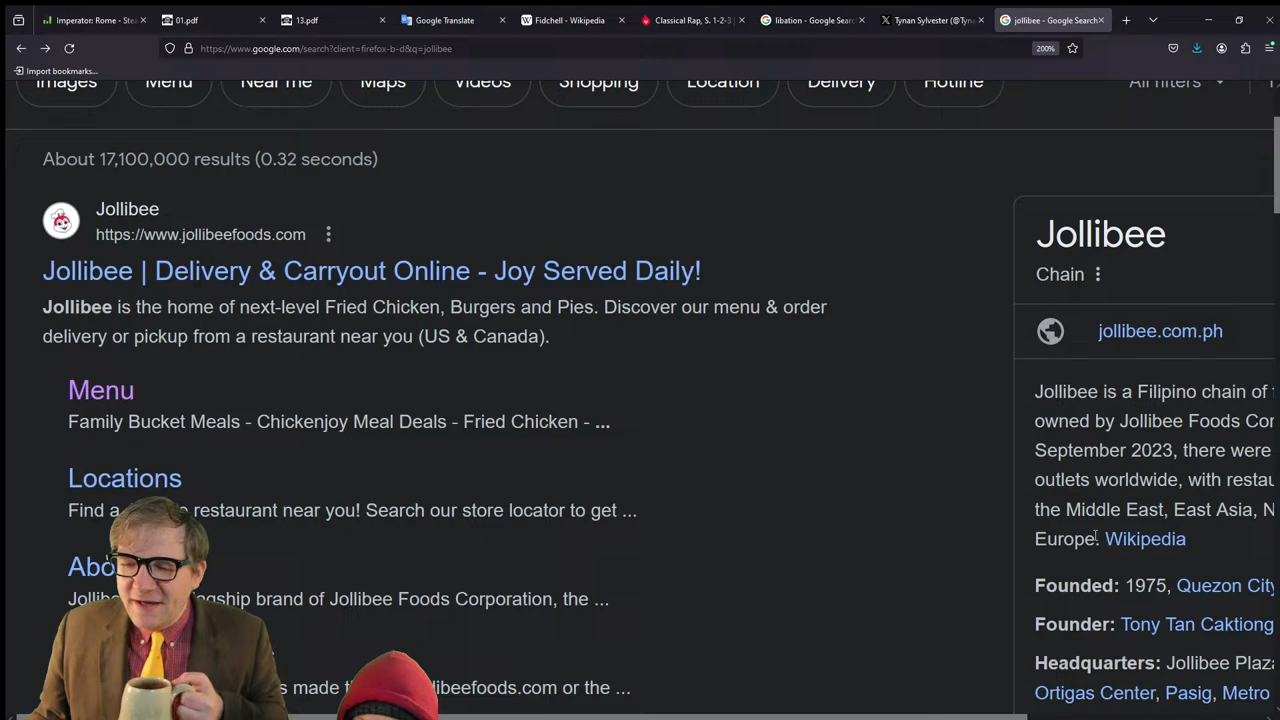 Imperator: Rome - Stea
01.pdf
13.pdf
Google Translate
Fidchell - Wikipedia
Classical Rap, S. 1-2-3 |
libation - Google Search
Tynan Sylvester (@Tyna
jollibee - Google Search
https://www.google.com/search?client=firefox-b-d&q=jollibee
200%
Import bookmarks...
Images
Menu
Near me
Maps
Videos
Shopping
Location
Delivery
Hotline
All filters
About 17,100,000 results (0.32 seconds)
Jollibee
https://www.jollibeefoods.com
Jollibee | Delivery & Carryout Online - Joy Served Daily!
Jollibee is the home of next-level Fried Chicken, Burgers and Pies. Discover our menu & order
delivery or pickup from a restaurant near you (US & Canada).
Menu
Family Bucket Meals - Chickenjoy Meal Deals - Fried Chicken - ...
Locations
Find a restaurant near you! Search our store locator to get ...
Abo
brand of Jollibee Foods Corporation, the ...
made or the ...
Jollibee
Chain
jollibee.com.ph
Jollibee is a Filipino chain of
owned by Jollibee Foods Cor
September 2023, there were
outlets worldwide, with restau
the Middle East, East Asia, N
Europe. Wikipedia
Founded: 1975, Quezon City
Founder: Tony Tan Caktiong
Headquarters: Jollibee Plaza
Ortigas Center, Pasig, Metro